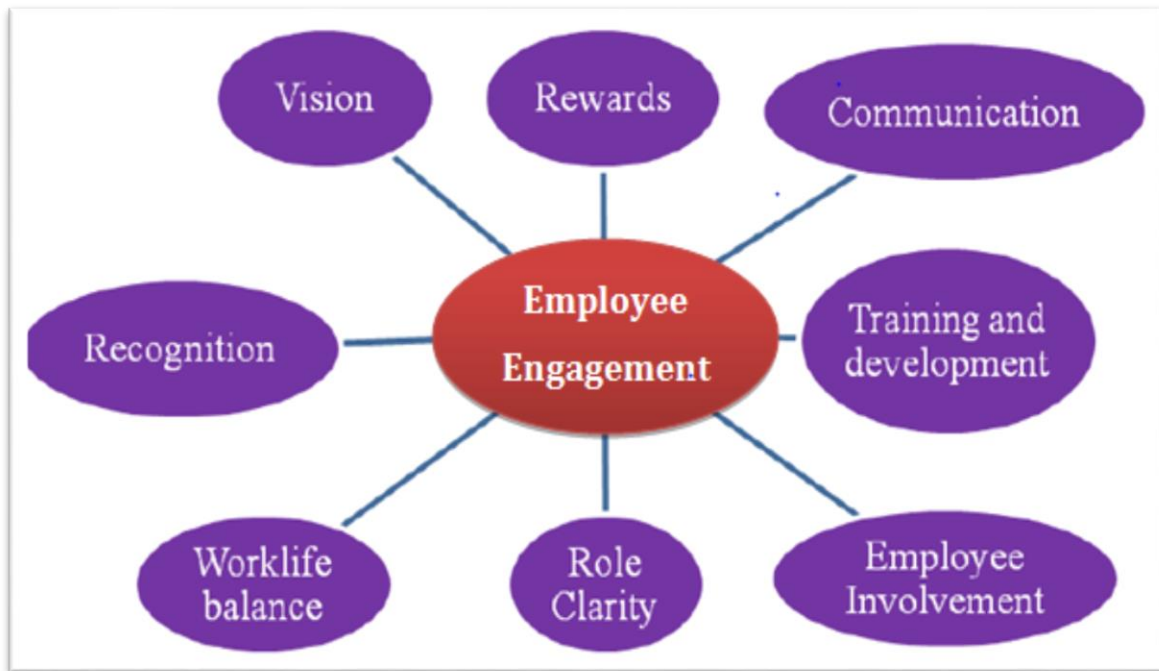 Vision
Rewards
Communication
Recognition
Employee
Engagement
Training and
development
Worklife
balance
Role
Clarity
Employee
Involvement